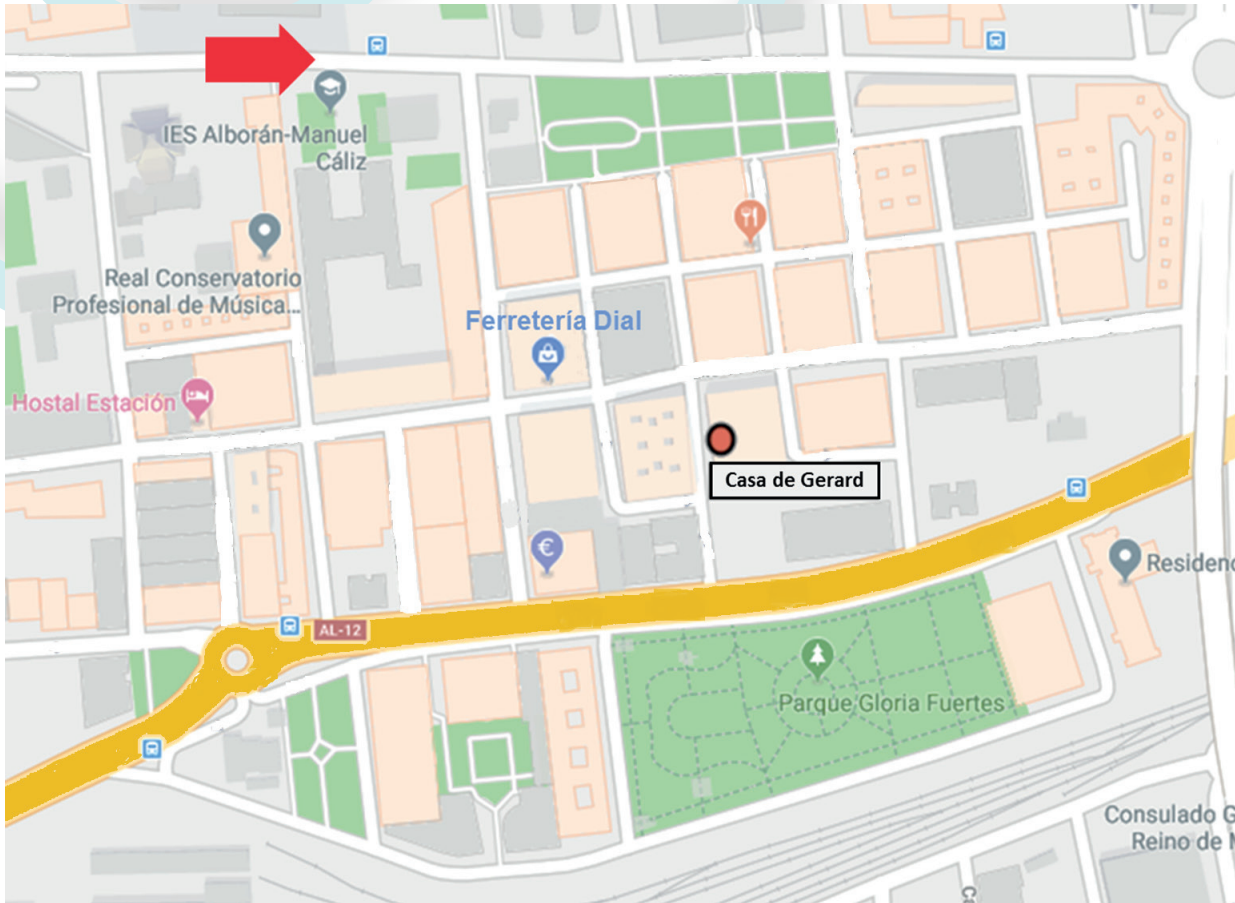 IES Alborán-Manuel
Cáliz
Real Conservatorio
Profesional de Música...
Ferretería Dial
Hostal Estación
Casa de Gerard
€
Residenc
AL-12
Parque Gloria Fuertes
Consulado G
Reino de M